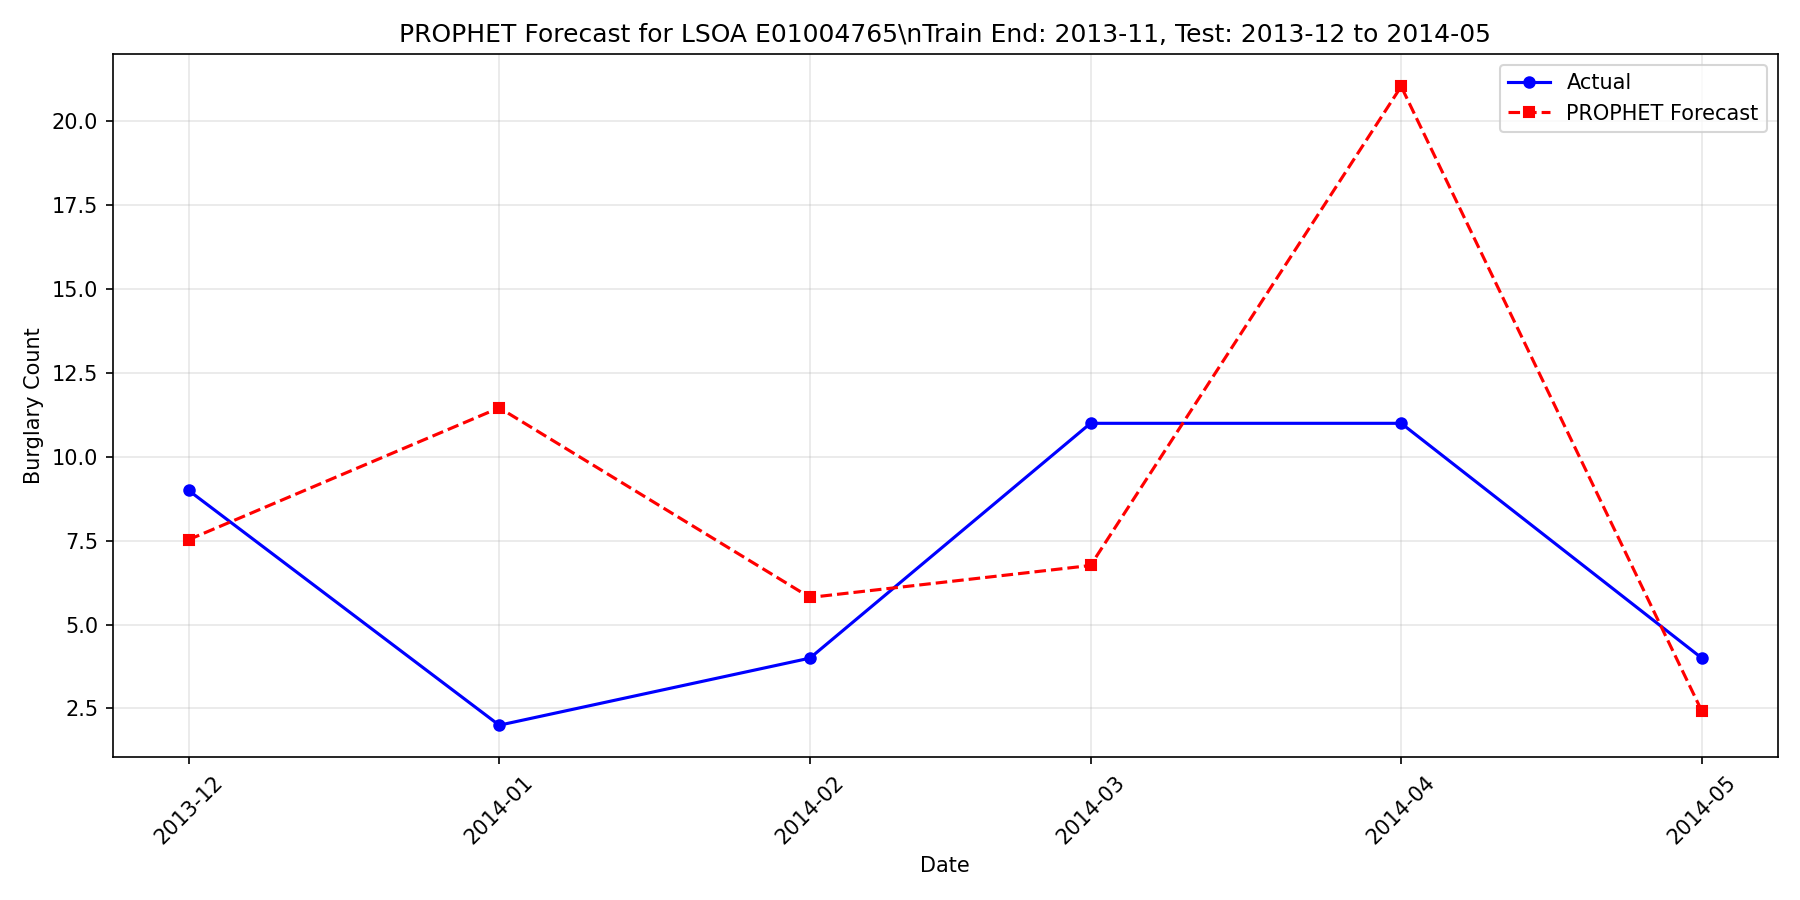 PROPHET Forecast for LSOA E01004765\nTrain End: 2013-11, Test: 2013-12 to 2014-05
Actual
PROPHET Forecast
Burglary Count
20.0
17.5
15.0
12.5
10.0
7.5
5.0
2.5
2013-12
2014-01
2014-02
2014-03
2014-04
2014-05
Date